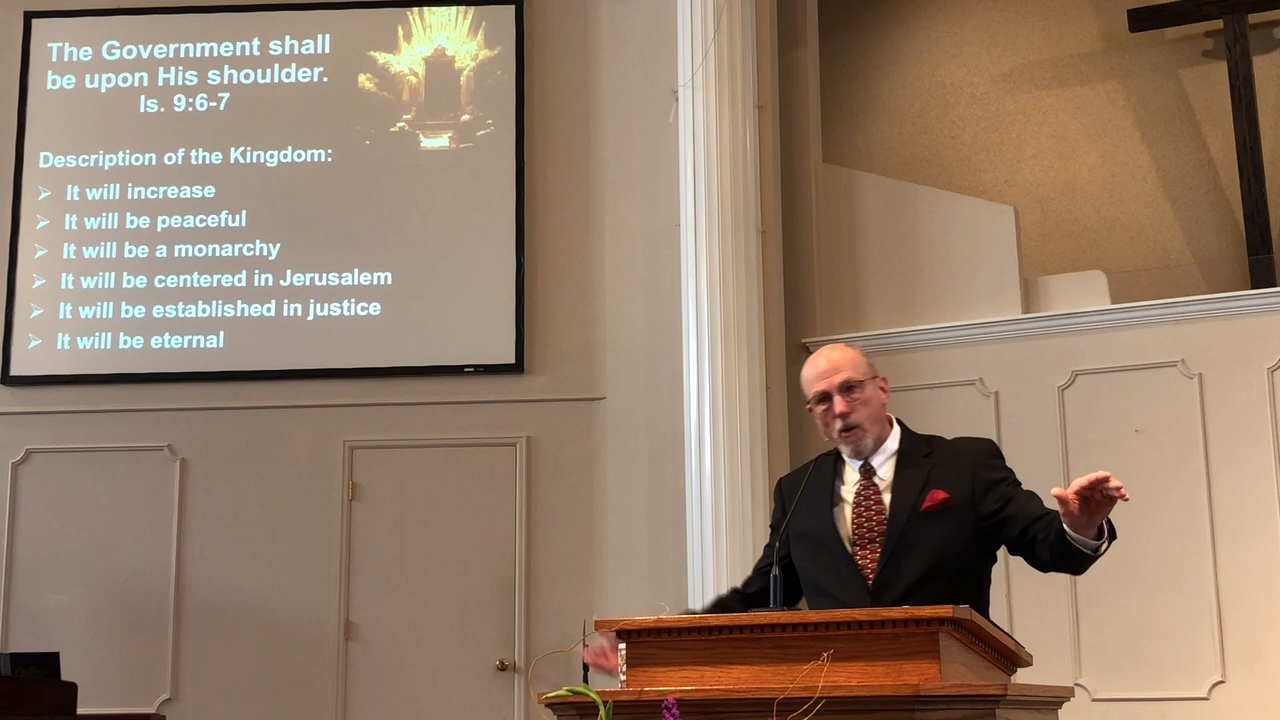 The Government shall
be upon His shoulder.
Is. 9:6-7
Description of the Kingdom:
➢ It will increase
➢ It will be peaceful
➢ It will be a monarchy
➢ It will be centered in Jerusalem
➢ It will be established in justice
➢ It will be eternal